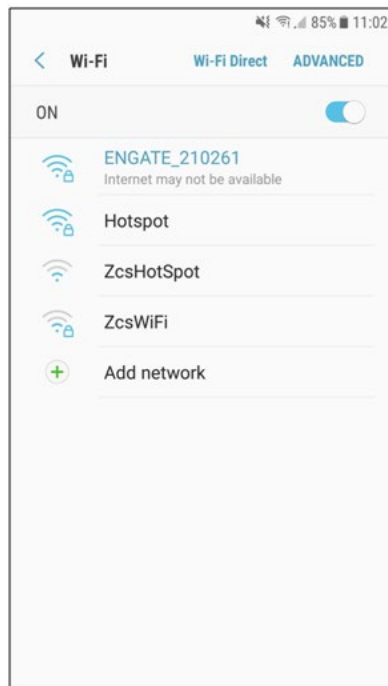 85% 11:02
Wi-Fi Wi-Fi Direct ADVANCED
ON
ENGATE_210261
Internet may not be available
Hotspot
ZcsHotSpot
ZcsWiFi
Add network